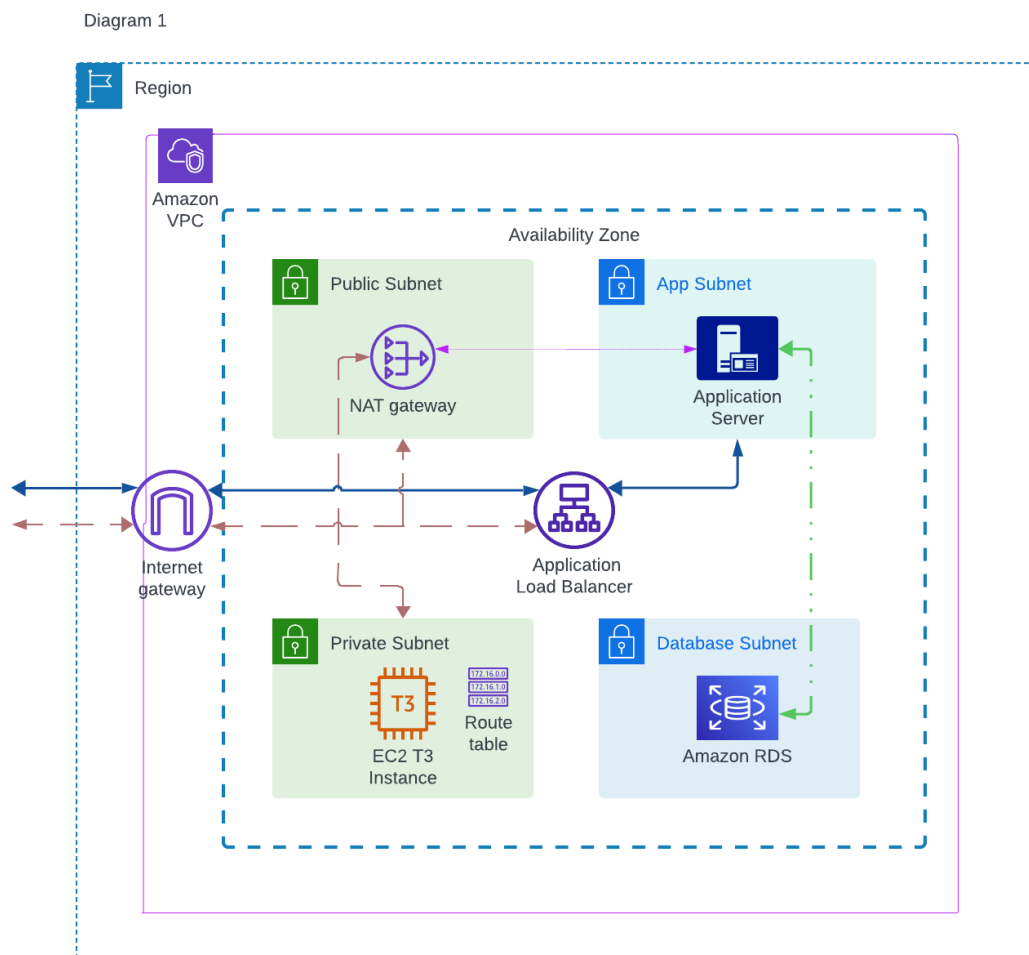 Diagram 1
Region
Amazon
VPC
Availability Zone
Public Subnet
NAT gateway
App Subnet
Application
Server
Internet
gateway
Application
Load Balancer
Private Subnet
T3
EC2 T3
Instance
172.16.0.0
172.16.1.0
172.16.2.0
Route
table
Database Subnet
Amazon RDS